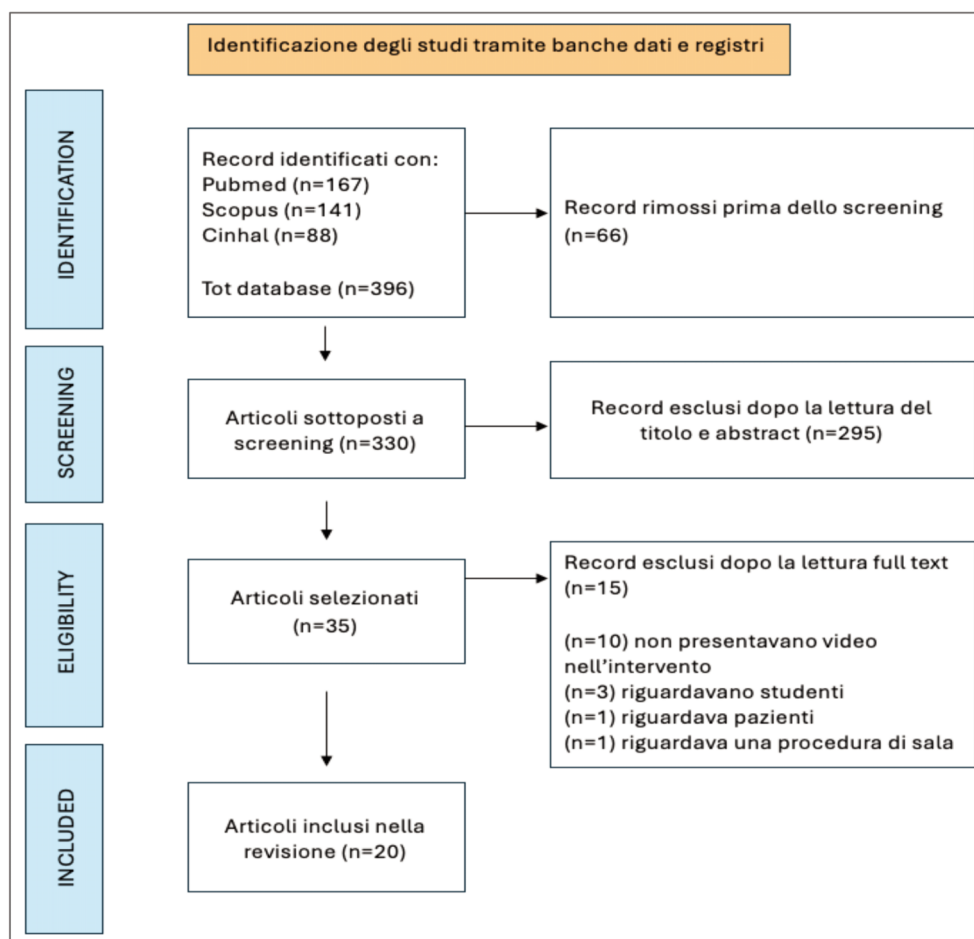 Identificazione degli studi tramite banche dati e registri
IDENTIFICATION
Record identificati con:
Pubmed (n=167)
Scopus (n=141)
Cinhal (n=88)
Tot database (n=396)
Record rimossi prima dello screening
(n=66)
SCREENING
Articoli sottoposti a
screening (n=330)
Record esclusi dopo la lettura del
titolo e abstract (n=295)
ELIGIBILITY
Articoli selezionati
(n=35)
Record esclusi dopo la lettura full text
(n=15)
(n=10) non presentavano video
nell'intervento
(n=3) riguardavano studenti
(n=1) riguardava pazienti
(n=1) riguardava una procedura di sala
INCLUDED
Articoli inclusi nella
revisione (n=20)